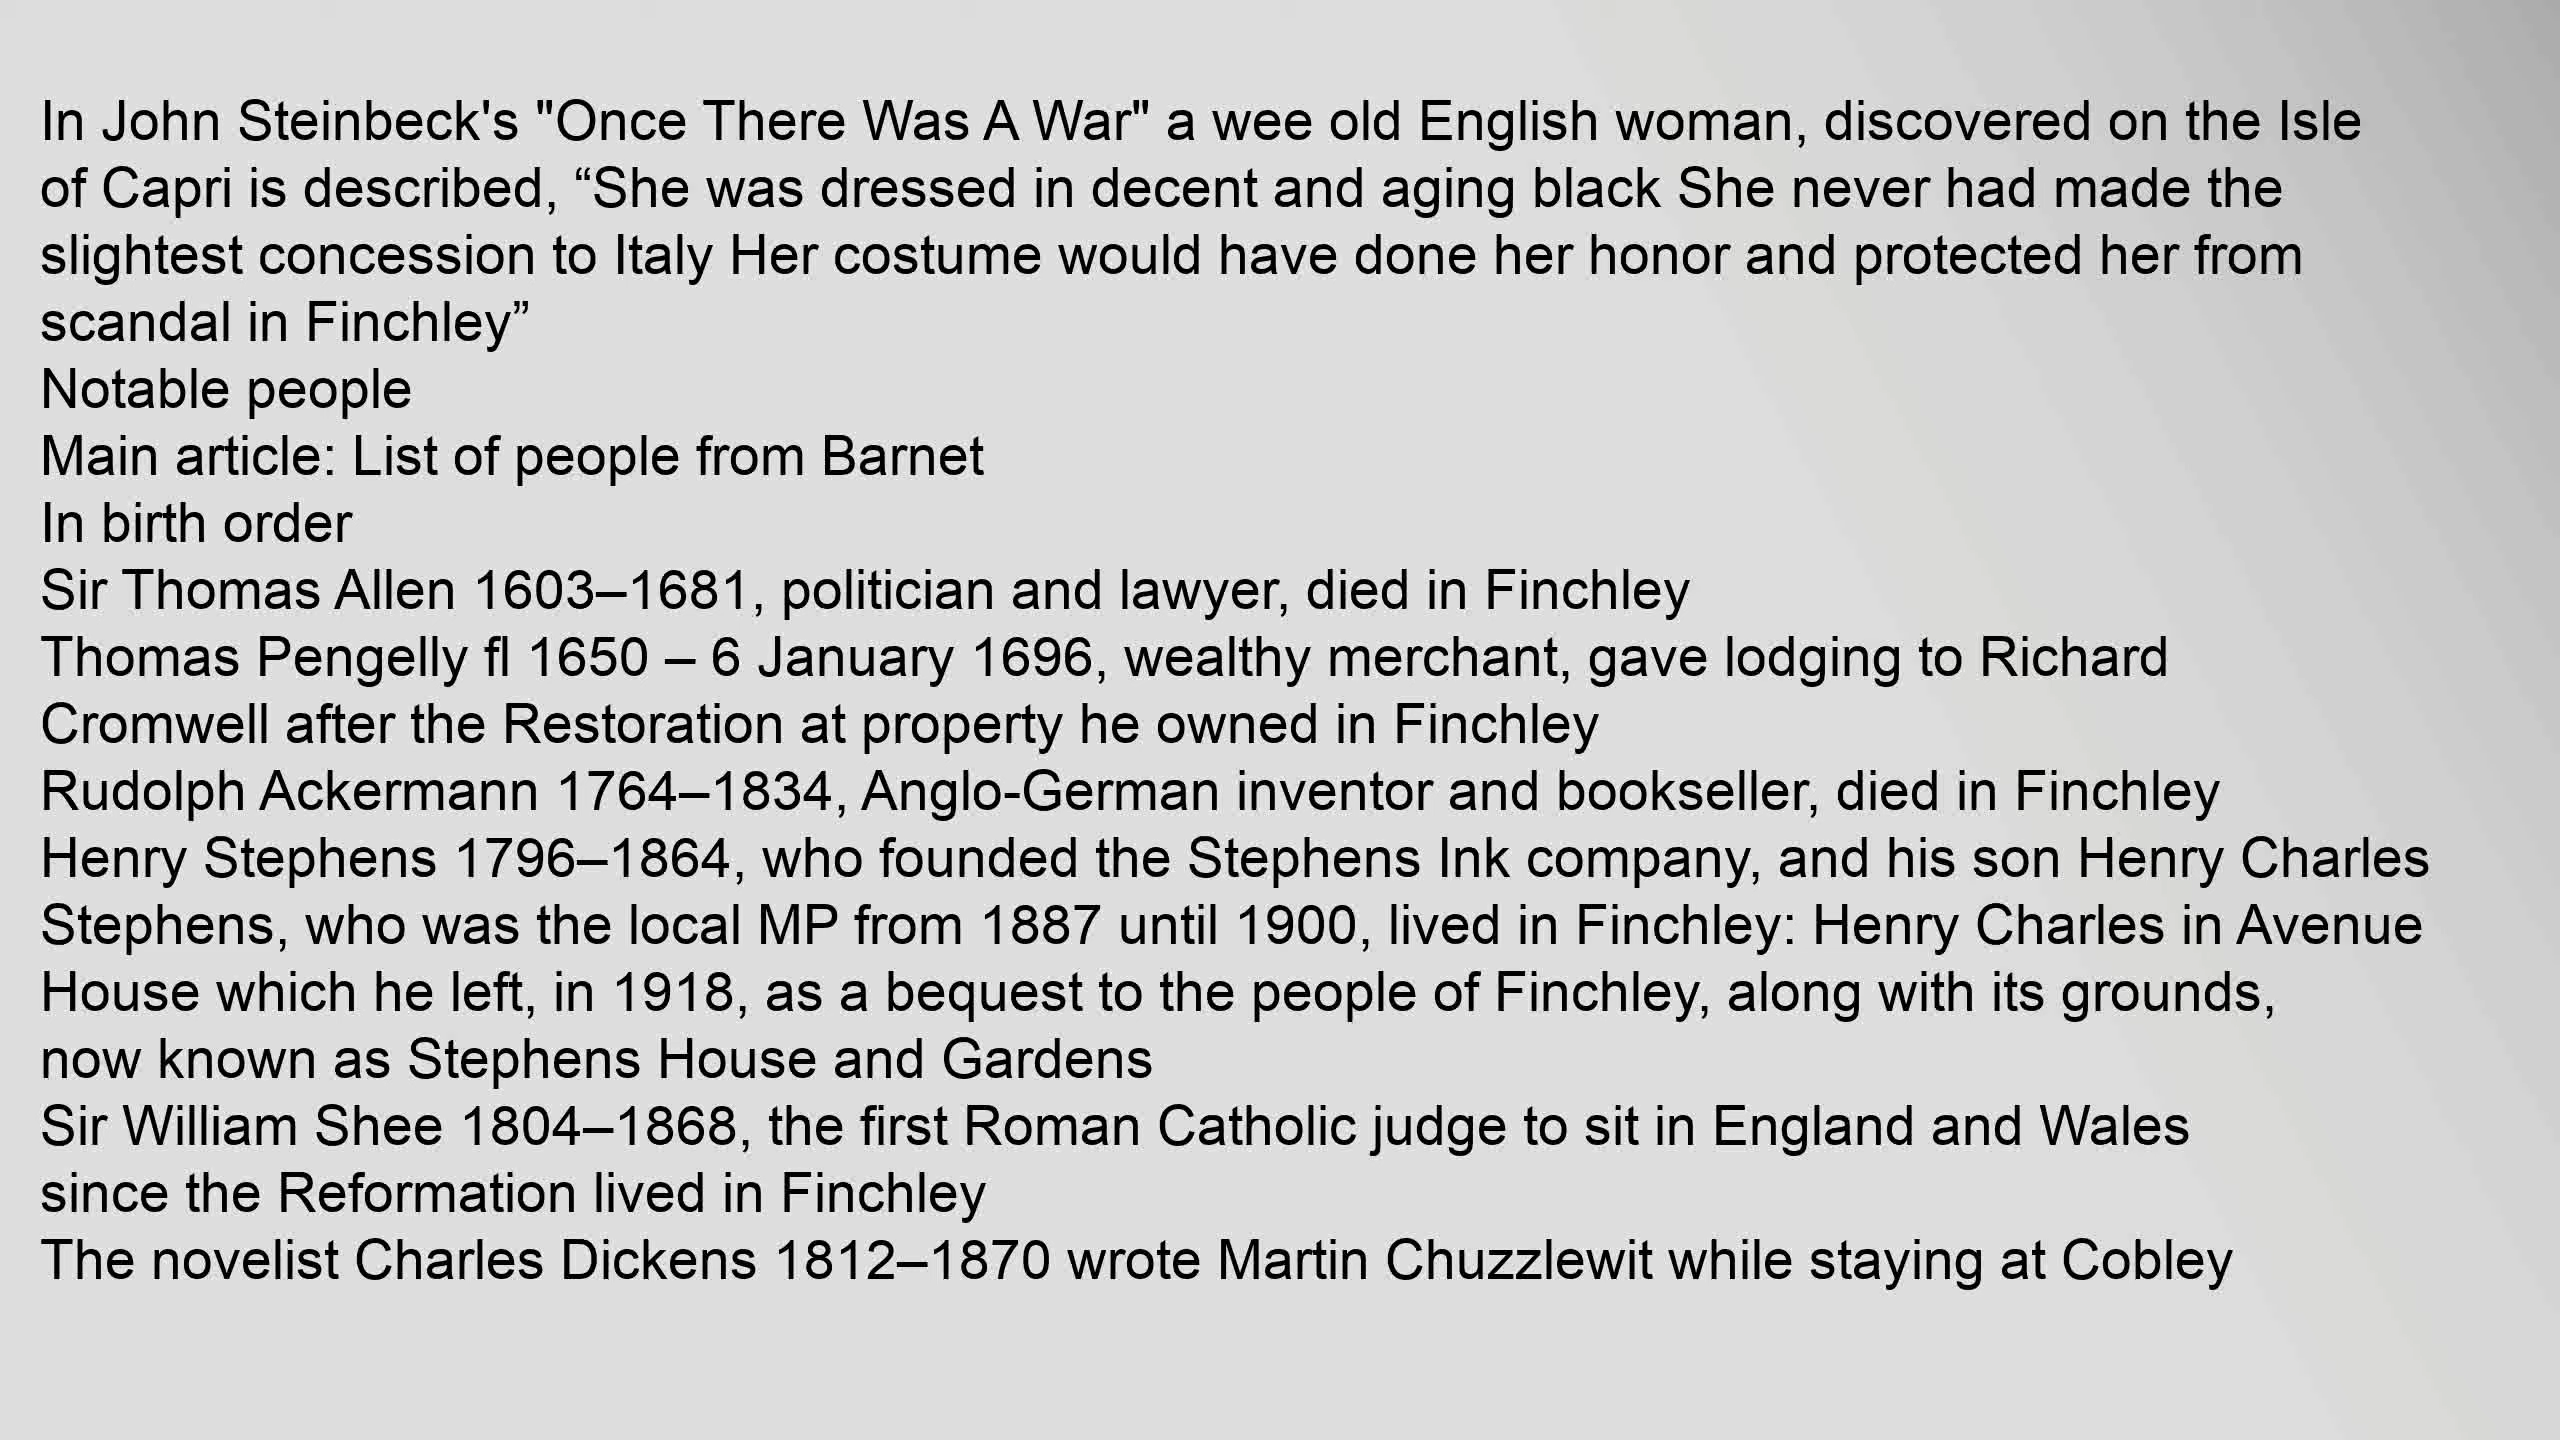 In John Steinbeck's "Once There Was A War" a wee old English woman, discovered on the Isle
of Capri is described, “She was dressed in decent and aging black She never had made the
slightest concession to Italy Her costume would have done her honor and protected her from
scandal in Finchley”
Notable people
Main article: List of people from Barnet
In birth order
Sir Thomas Allen 1603–1681, politician and lawyer, died in Finchley
Thomas Pengelly fl 1650 – 6 January 1696, wealthy merchant, gave lodging to Richard
Cromwell after the Restoration at property he owned in Finchley
Rudolph Ackermann 1764–1834, Anglo-German inventor and bookseller, died in Finchley
Henry Stephens 1796–1864, who founded the Stephens Ink company, and his son Henry Charles
Stephens, who was the local MP from 1887 until 1900, lived in Finchley: Henry Charles in Avenue
House which he left, in 1918, as a bequest to the people of Finchley, along with its grounds,
now known as Stephens House and Gardens
Sir William Shee 1804–1868, the first Roman Catholic judge to sit in England and Wales
since the Reformation lived in Finchley
The novelist Charles Dickens 1812–1870 wrote Martin Chuzzlewit while staying at Cobley